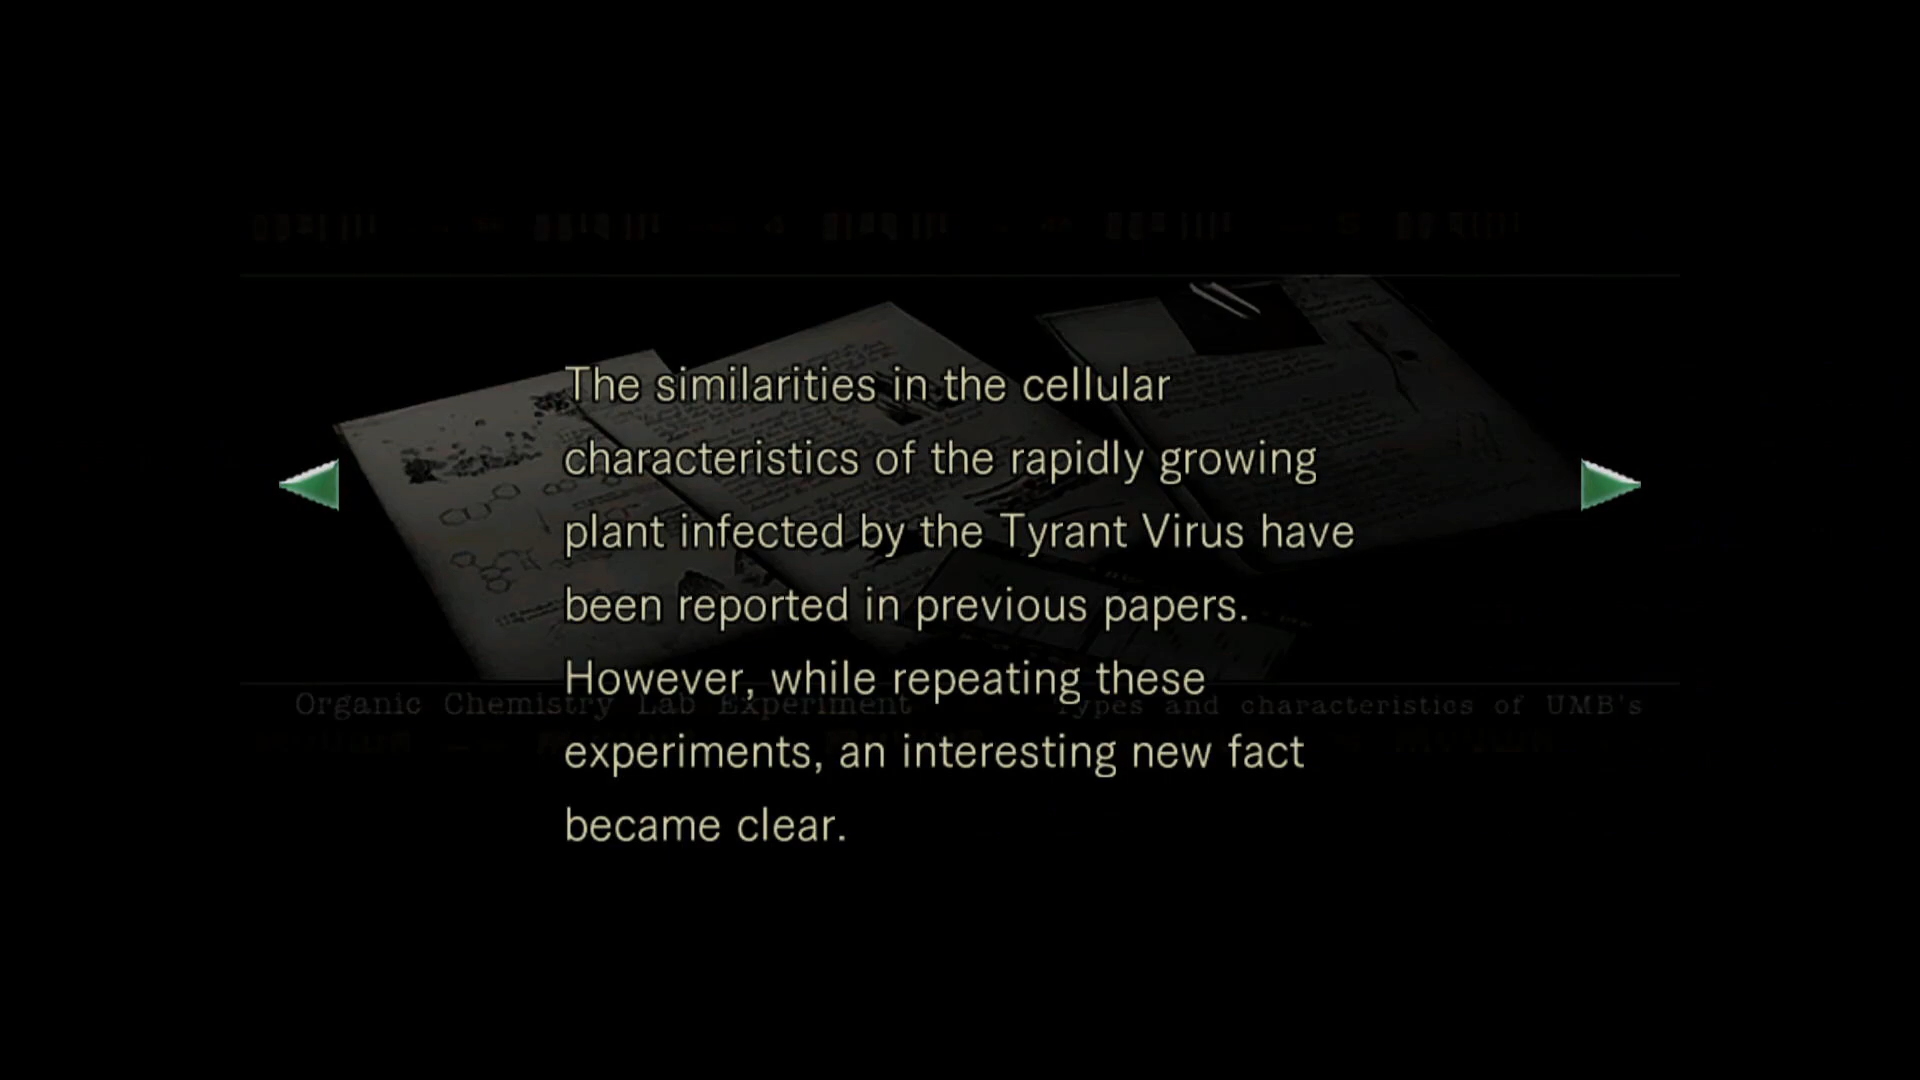 The similarities in the cellular
characteristics of the rapidly growing
plant infected by the Tyrant Virus have
been reported in previous papers.
However, while repeating these
experiments, an interesting new fact
became clear.
Organic Chemistry Lab Experiment
Types and characteristics of UMB's